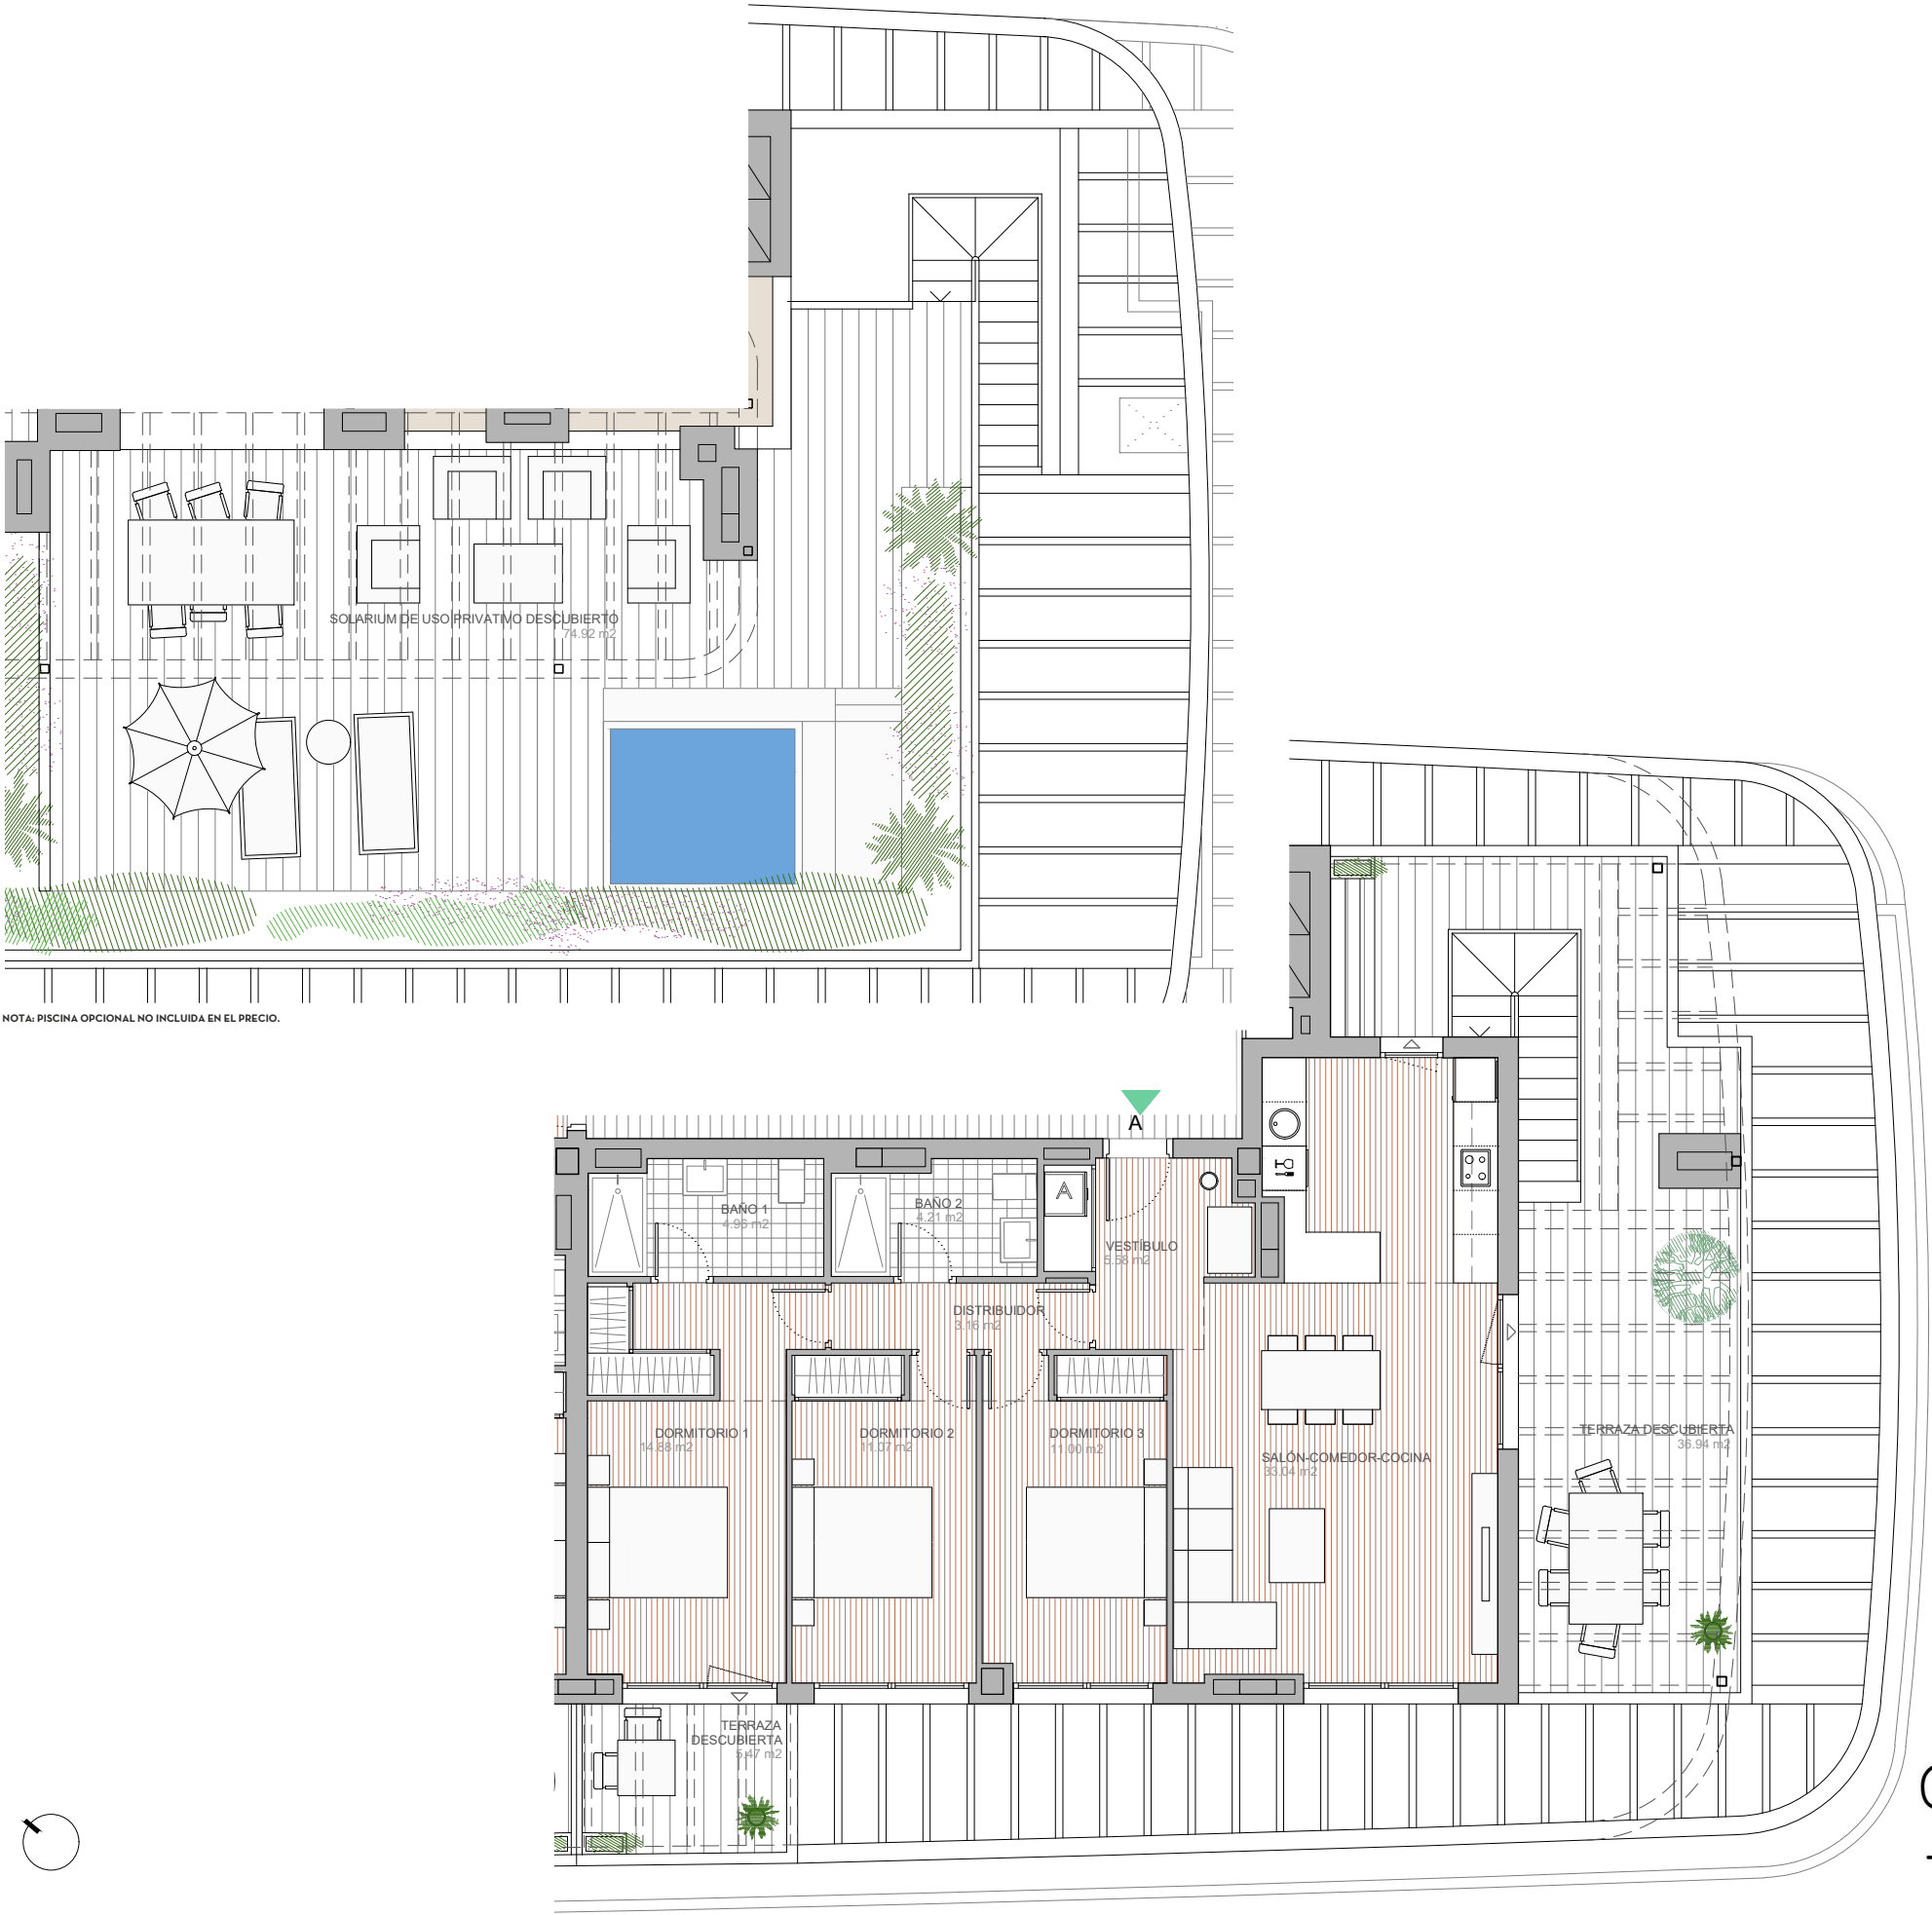 SOLARIUM DE USO PRIVATIVO DESCUBIERTO
74.92 m2
NOTA: PISCINA OPCIONAL NO INCLUIDA EN EL PRECIO.
A
BAÑO 1
4.96 m2
BAÑO 2
4.21 m2
A
VESTÍBULO
5.58 m2
DISTRIBUIDOR
3.16 m2
DORMITORIO 1
14.88 m2
DORMITORIO 2
11.07 m2
DORMITORIO 3
11.00 m2
SALÓN-COMEDOR-COCINA
33.04 m2
TERRAZA DESCUBIERTA
36.94 m2
TERRAZA
DESCUBIERTA
5.47 m2